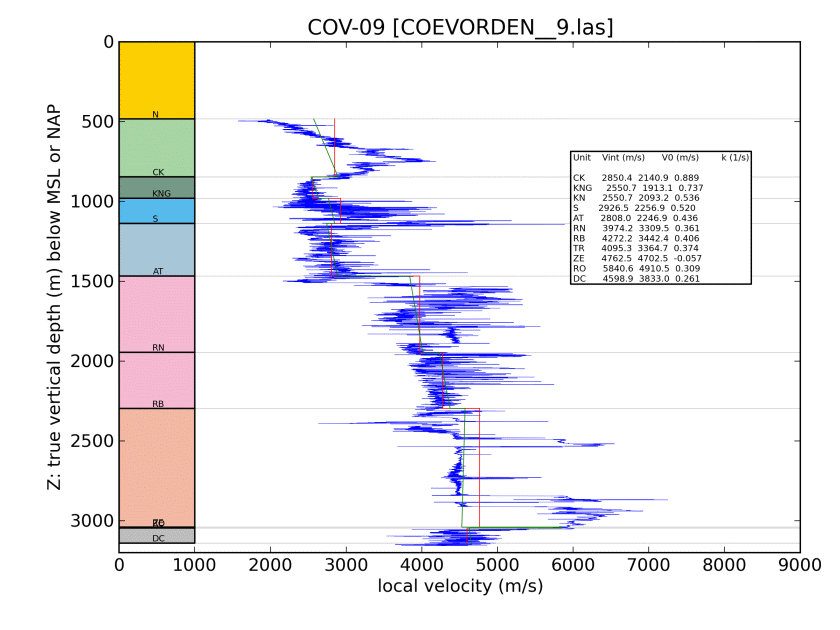 COV-09 [COEVORDEN__9.las]
Z: true vertical depth (m) below MSL or NAP
0
500
1000
1500
2000
2500
3000
N
CK
KNG
S
AT
RN
RB
ZE
DC
Unit Vint (m/s) V0 (m/s) k (1/s)
CK 2850.4 2140.9 0.889
KNG 2550.7 1913.1 0.737
KN 2550.7 2093.2 0.536
S 2926.5 2256.9 0.520
AT 2808.0 2246.9 0.436
RN 3974.2 3309.5 0.361
RB 4272.2 3442.4 0.406
TR 4095.3 3364.7 0.374
ZE 4762.5 4702.5 -0.057
RO 5840.6 4910.5 0.309
DC 4598.9 3833.0 0.261
0 1000 2000 3000 4000 5000 6000 7000 8000 9000
local velocity (m/s)